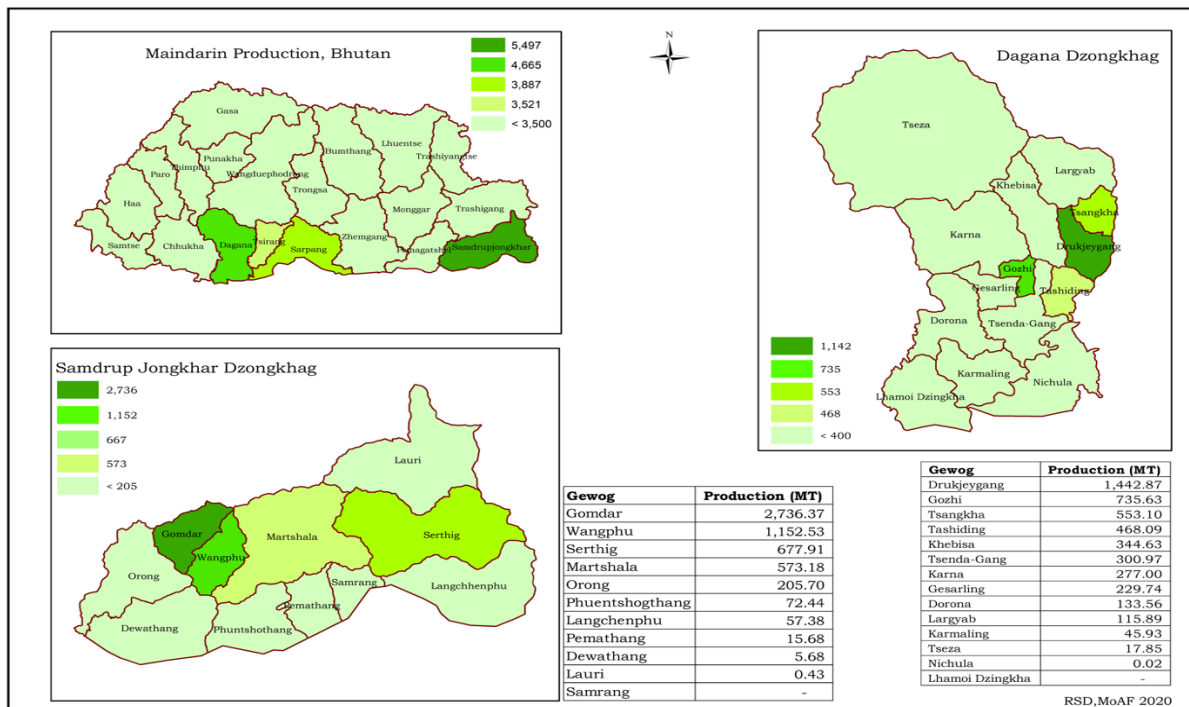 Maindarin Production, Bhutan
5,497
4,665
3,887
3,521
< 3,500
Gasa
Punakha
Thimphu
Paro
Haa
Wangduephodrang
Bumthang
Lhuentse
Trashiyangtse
Trongsa
Monggar
Trashigang
Samtse
Chhukha
Dagana
Tsirang
Sarpang
Zhemgang
Pemagatshel
Samdrupjongkhar
N
Dagana Dzongkhag
Tseza
Largyab
Khebisa
Tsangkha
Karna
Drukjeygang
Gozhi
Gesarling
Tashiding
Dorona
Tsenda-Gang
Karmaling
Nichula
Lhamoi Dzingkha
1,142
735
553
468
< 400
Samdrup Jongkhar Dzongkhag
2,736
1,152
667
573
< 205
Lauri
Gomdar
Martshala
Serthig
Wangphu
Orong
Samrang
Langchhenphu
Pemathang
Dewathang
Phuntshothang
Gewog Production (MT)
Gomdar 2,736.37
Wangphu 1,152.53
Serthig 677.91
Martshala 573.18
Orong 205.70
Phuentshogthang 72.44
Langchenphu 57.38
Pemathang 15.68
Dewathang 5.68
Lauri 0.43
Samrang -
Gewog Production (MT)
Drukjeygang 1,442.87
Gozhi 735.63
Tsangkha 553.10
Tashiding 468.09
Khebisa 344.63
Tsenda-Gang 300.97
Karna 277.00
Gesarling 229.74
Dorona 133.56
Largyab 115.89
Karmaling 45.93
Tseza 17.85
Nichula 0.02
Lhamoi Dzingkha -
RSD,MoAF 2020